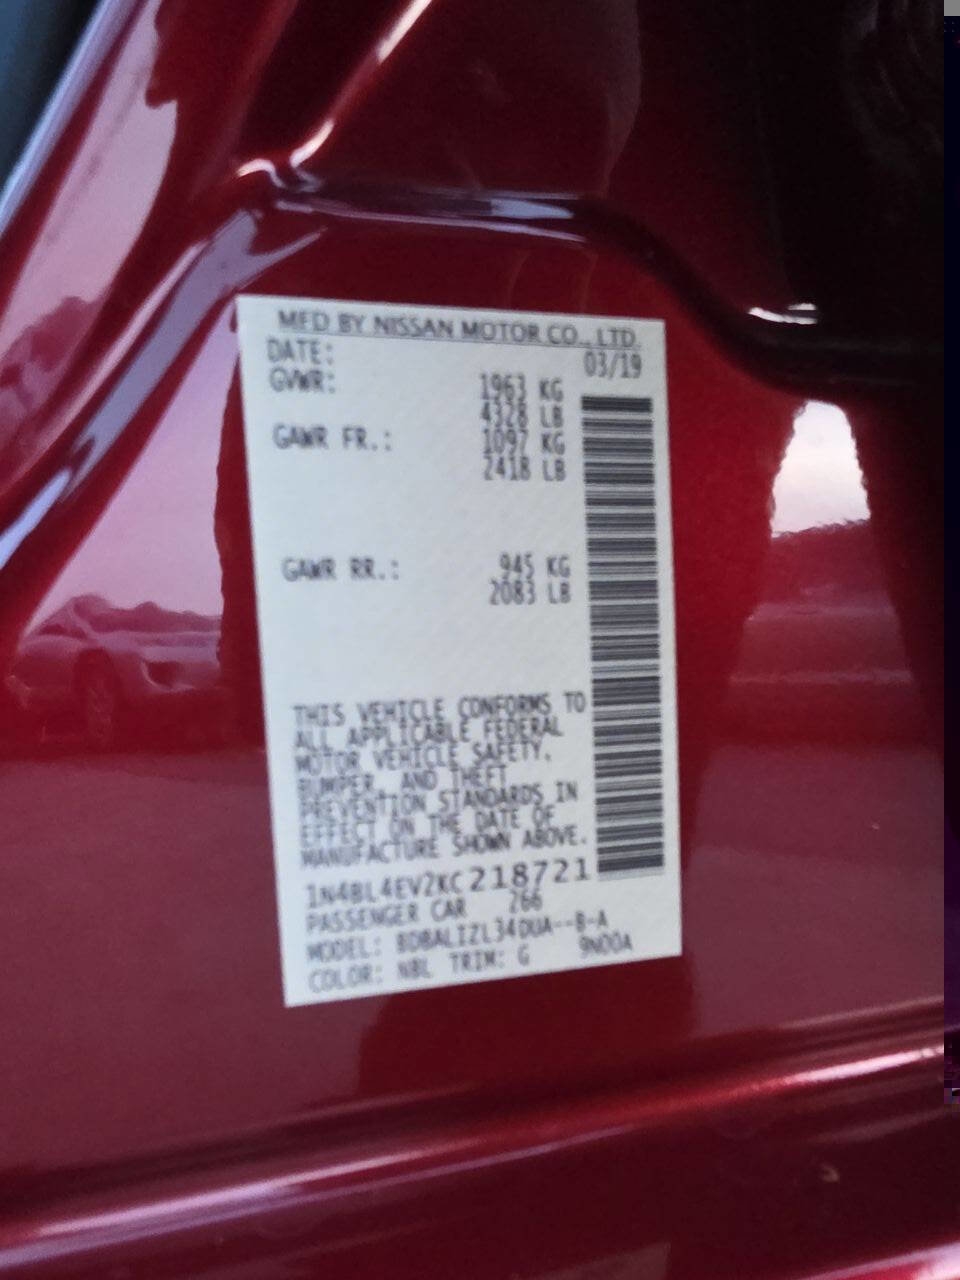 MFD BY NISSAN MOTOR CO., LTD.
DATE: 03/19
GVWR: 1963 KG
4328 LB
GAWR FR.: 1097 KG
2418 LB
GAWR RR.: 945 KG
2083 LB
THIS VEHICLE CONFORMS TO
ALL APPLICABLE FEDERAL
MOTOR VEHICLE SAFETY,
BUMPER, AND THEFT
PREVENTION STANDARDS IN
EFFECT ON THE DATE OF
MANUFACTURE SHOWN ABOVE.
1N4BL4EV2KC218721
PASSENGER CAR 266
MODEL: BDBALIZL34DUA--B-A
COLOR: NBL TRIM: G 9N00A